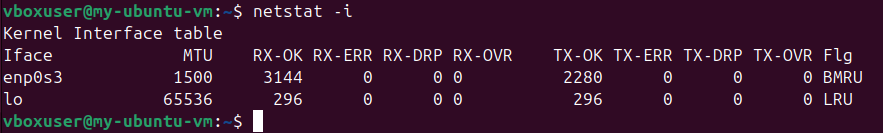 vboxuser@my-ubuntu-vm:~$ netstat -i
Kernel Interface table
Iface             MTU    RX-OK RX-ERR RX-DRP RX-OVR    TX-OK TX-ERR TX-DRP TX-OVR Flg
enp0s3           1500     3144      0      0 0          2280      0      0      0 BMRU
lo              65536      296      0      0 0           296      0      0      0 LRU
vboxuser@my-ubuntu-vm:~$